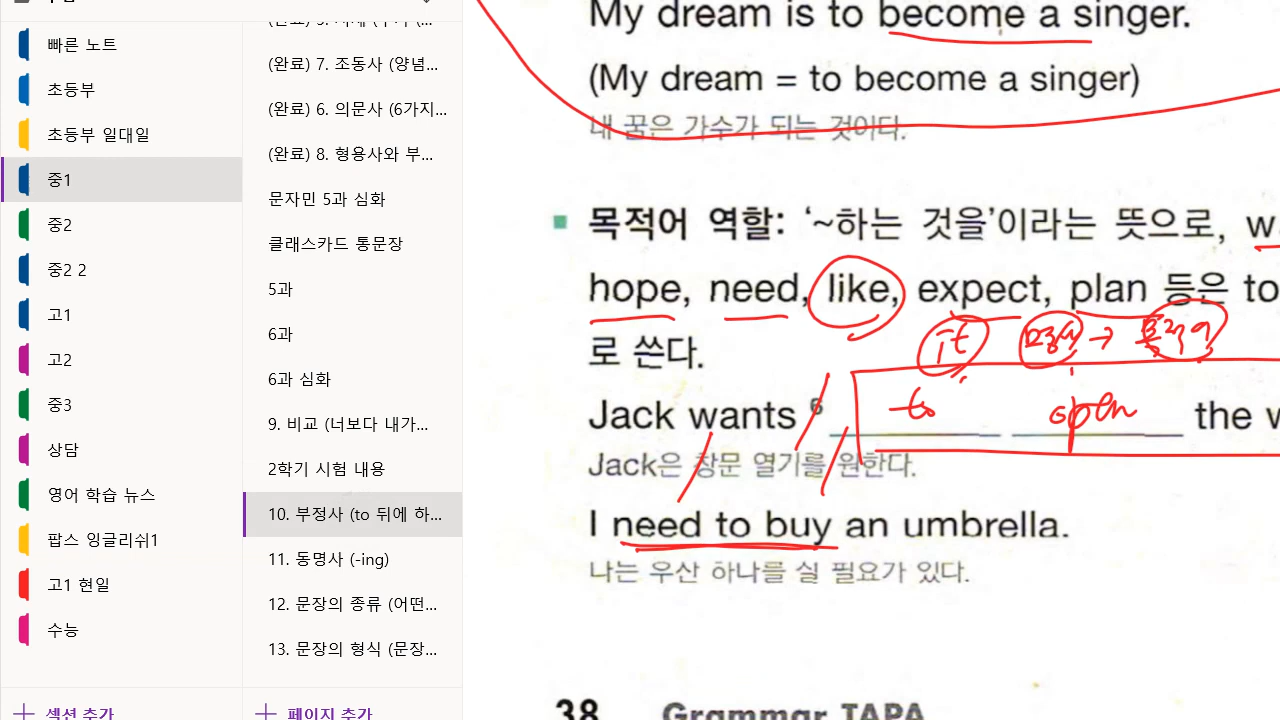 빠른 노트
초등부
초등부 일대일
중1
중2
중2 2
고1
고2
중3
상담
영어 학습 뉴스
팝스 잉글리쉬1
고1 현일
수능
섹션 추가
(완료) 7. 조동사 (양념...
(완료) 6. 의문사 (6가지...
(완료) 8. 형용사와 부...
문자민 5과 심화
클래스카드 통문장
5과
6과
6과 심화
9. 비교 (너보다 내가...
2학기 시험 내용
10. 부정사 (to 뒤에 하...
11. 동명사 (-ing)
12. 문장의 종류 (어떤...
13. 문장의 형식 (문장...
페이지 추가
My dream is to become a singer.
(My dream = to become a singer)
내 꿈은 가수가 되는 것이다.
목적어 역할: ‘~하는 것을’이라는 뜻으로,
hope, need, like, expect, plan 등은 to
it → 목적어
로 쓴다.
Jack wants 6 to open the
Jack은 창문 열기를 원한다.
I need to buy an umbrella.
나는 우산 하나를 실 필요가 있다.
38 Grammar TAPA